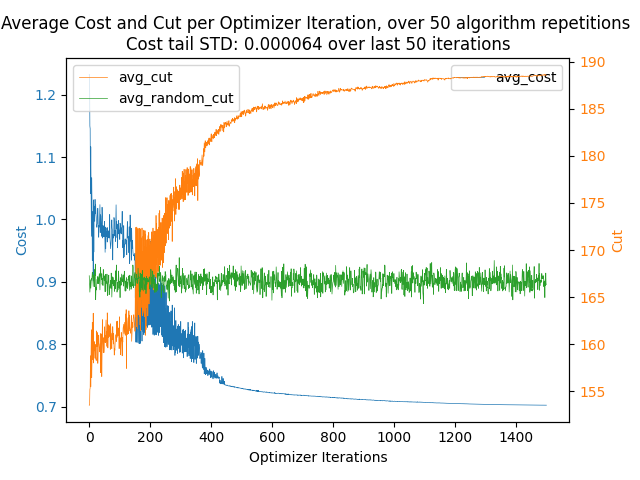 Average Cost and Cut per Optimizer Iteration, over 50 algorithm repetitions
Cost tail STD: 0.000064 over last 50 iterations
avg_cut
avg_random_cut
avg_cost
1.2
1.1
1.0
0.9
0.8
0.7
Cost
190
185
180
175
170
165
160
155
Cut
0
200
400
600
800
1000
1200
1400
Optimizer Iterations